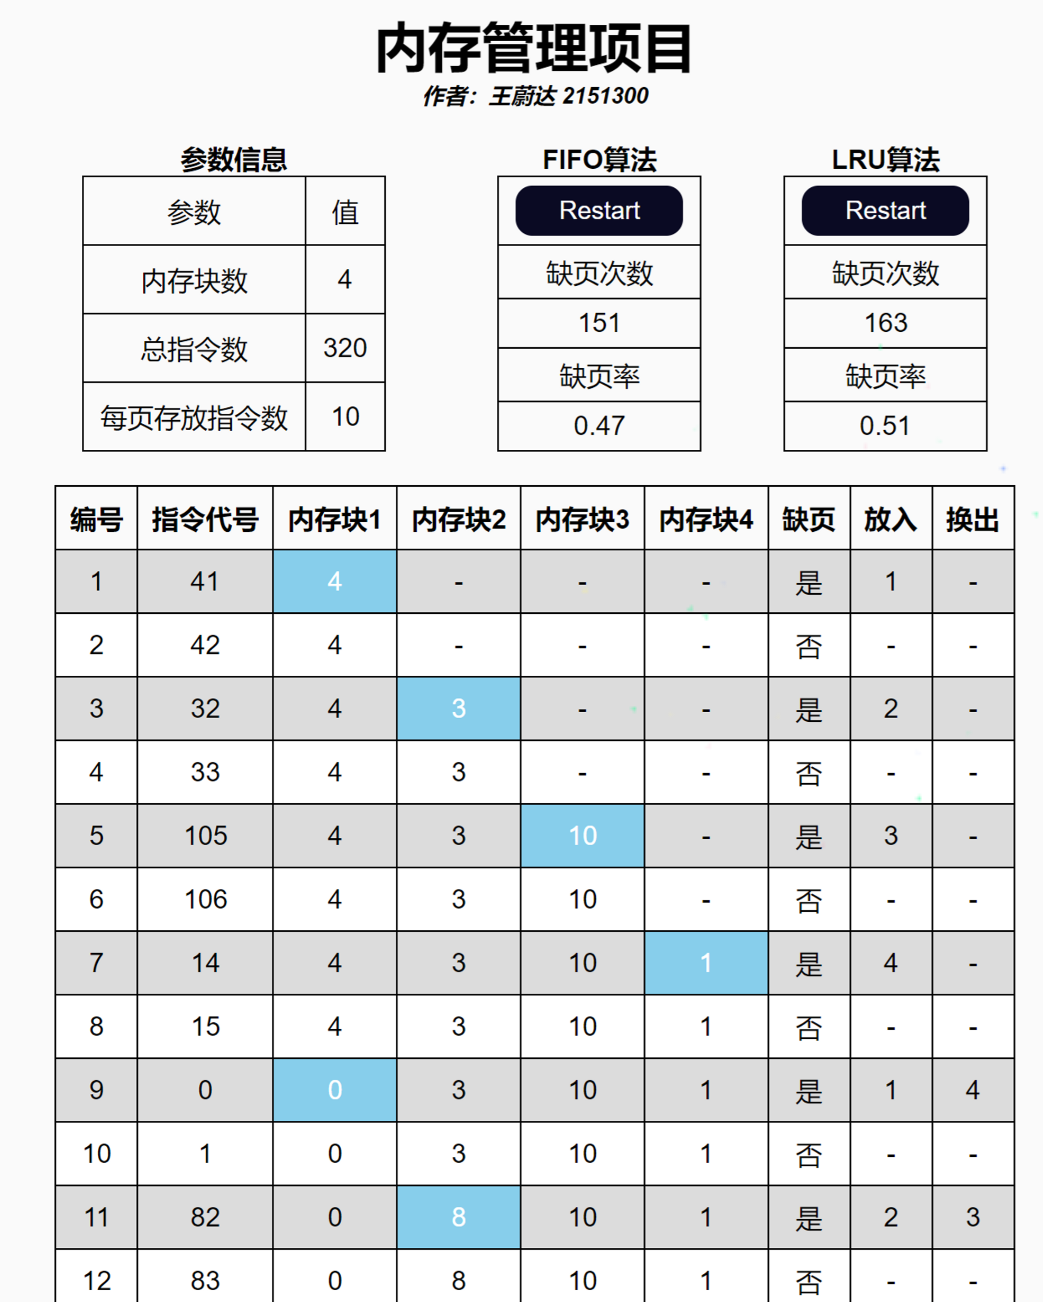 内存管理项目
作者：王蔚达 2151300
参数信息
参数 值
内存块数 4
总指令数 320
每页存放指令数 10
FIFO算法
Restart
缺页次数
151
缺页率
0.47
LRU算法
Restart
缺页次数
163
缺页率
0.51
编号 指令代号 内存块1 内存块2 内存块3 内存块4 缺页 放入 换出
1 41 4 - - - 是 1 -
2 42 4 - - - 否 - -
3 32 4 3 - - 是 2 -
4 33 4 3 - - 否 - -
5 105 4 3 10 - 是 3 -
6 106 4 3 10 - 否 - -
7 14 4 3 10 1 是 4 -
8 15 4 3 10 1 否 - -
9 0 0 3 10 1 是 1 4
10 1 0 3 10 1 否 - -
11 82 0 8 10 1 是 2 3
12 83 0 8 10 1 否 - -